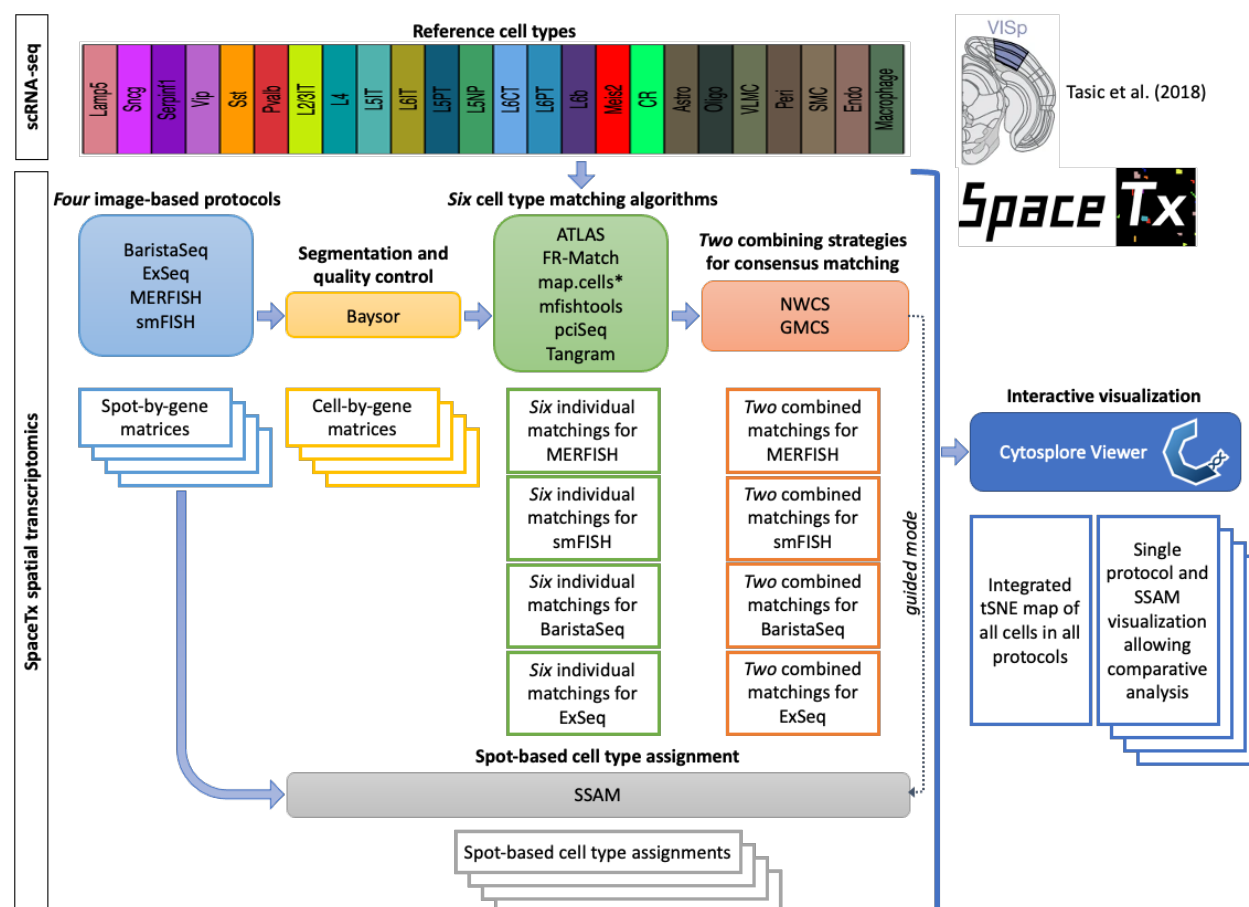 scRNA-seq
Reference cell types
Lamp5
Sncg
Serpinf1
Vip
Sst
Pvalb
L2/3IT
L4
L5IT
L6IT
L5PT
L5NP
L6CT
L6PT
L6b
Meis2
CR
Astro
Oligo
VLMC
Peri
SMC
Endo
Macrophage
VISp
Tasic et al. (2018)
Space Tx
SpaceTx spatial transcriptomics
Four image-based protocols
BaristaSeq
ExSeq
MERFISH
smFISH
Segmentation and
quality control
Baysor
Six cell type matching algorithms
ATLAS
FR-Match
map.cells*
mfishtools
pciSeq
Tangram
Two combining strategies
for consensus matching
NWCS
GMCS
Spot-by-gene
matrices
Cell-by-gene
matrices
Six individual
matchings for
MERFISH
Six individual
matchings for
smFISH
Six individual
matchings for
BaristaSeq
Six individual
matchings for
ExSeq
Two combined
matchings for
MERFISH
Two combined
matchings for
smFISH
Two combined
matchings for
BaristaSeq
Two combined
matchings for
ExSeq
guided mode
Spot-based cell type assignment
SSAM
Spot-based cell type assignments
Interactive visualization
Cytosplore Viewer
Integrated
tSNE map of
all cells in all
protocols
Single
protocol and
SSAM
visualization
allowing
comparative
analysis